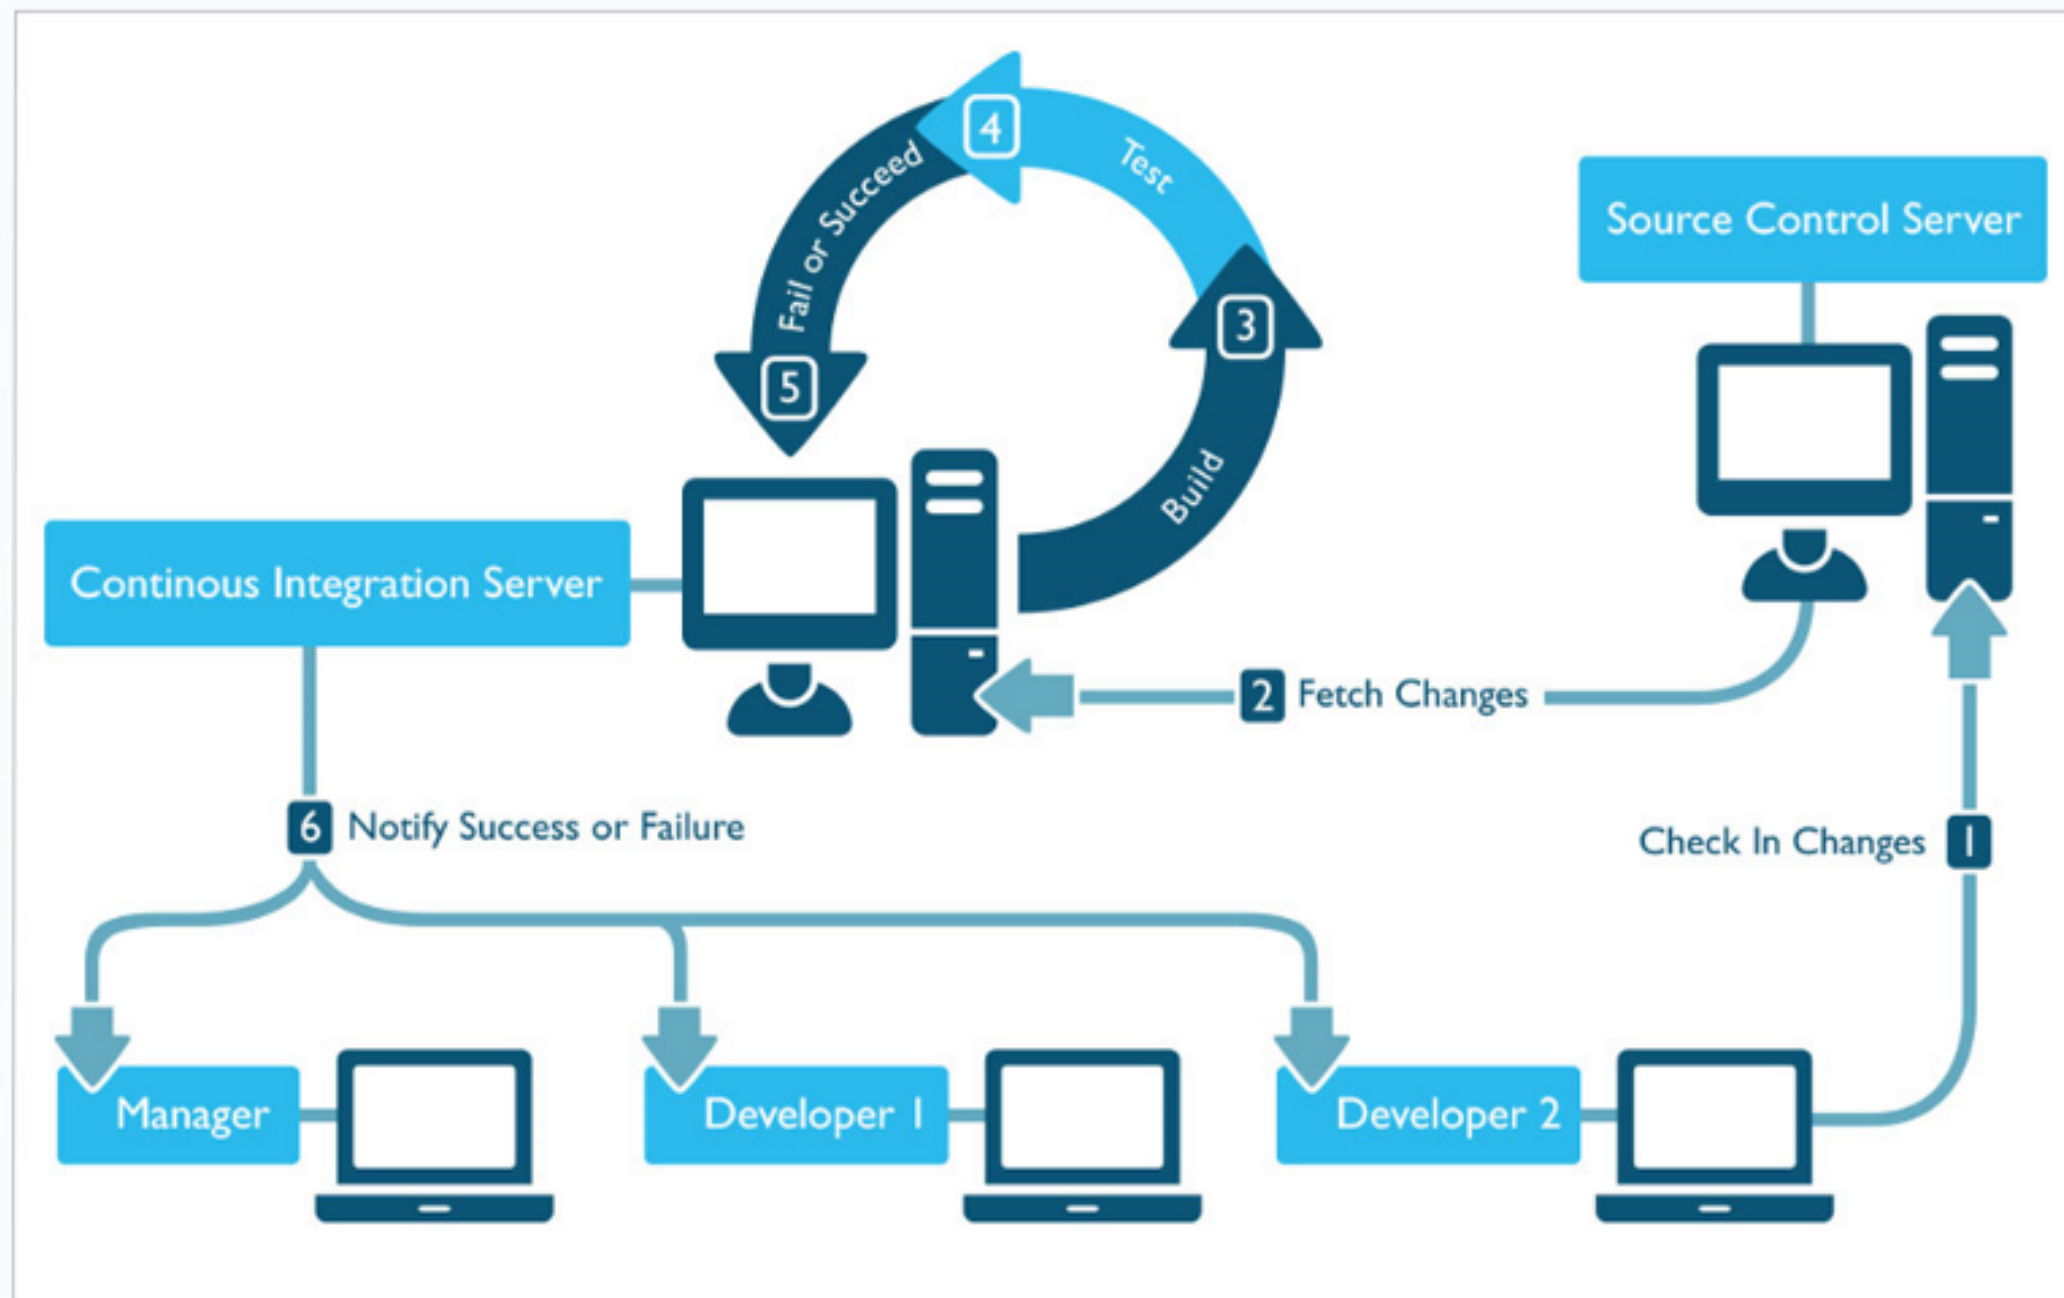 4
Test
Fail or Succeed
Source Control Server
3
5
Build
Continous Integration Server
2 Fetch Changes
6 Notify Success or Failure
Check In Changes 1
Manager
Developer 1
Developer 2